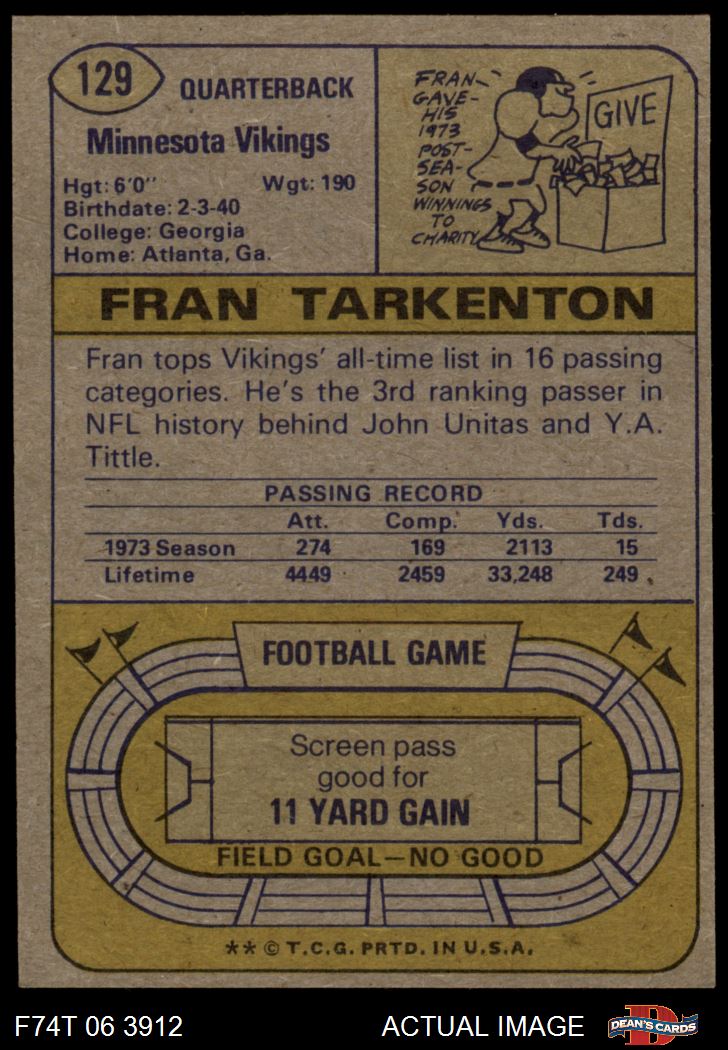 129
QUARTERBACK
Minnesota Vikings
Hgt: 6'0"    Wgt: 190
Birthdate: 2-3-40
College: Georgia
Home: Atlanta, Ga.
FRAN
GAVE-
HIS
1973
POST-
SEA-
SON
WINNINGS
TO
CHARITY
GIVE
FRAN TARKENTON
Fran tops Vikings' all-time list in 16 passing
categories. He's the 3rd ranking passer in
NFL history behind John Unitas and Y.A.
Tittle.
PASSING RECORD
Att. Comp. Yds. Tds.
1973 Season 274 169 2113 15
Lifetime 4449 2459 33,248 249
FOOTBALL GAME
Screen pass
good for
11 YARD GAIN
FIELD GOAL—NO GOOD
** © T.C.G. PRTD. IN U.S.A.
F74T 06 3912 ACTUAL IMAGE D DEAN'S CARDS